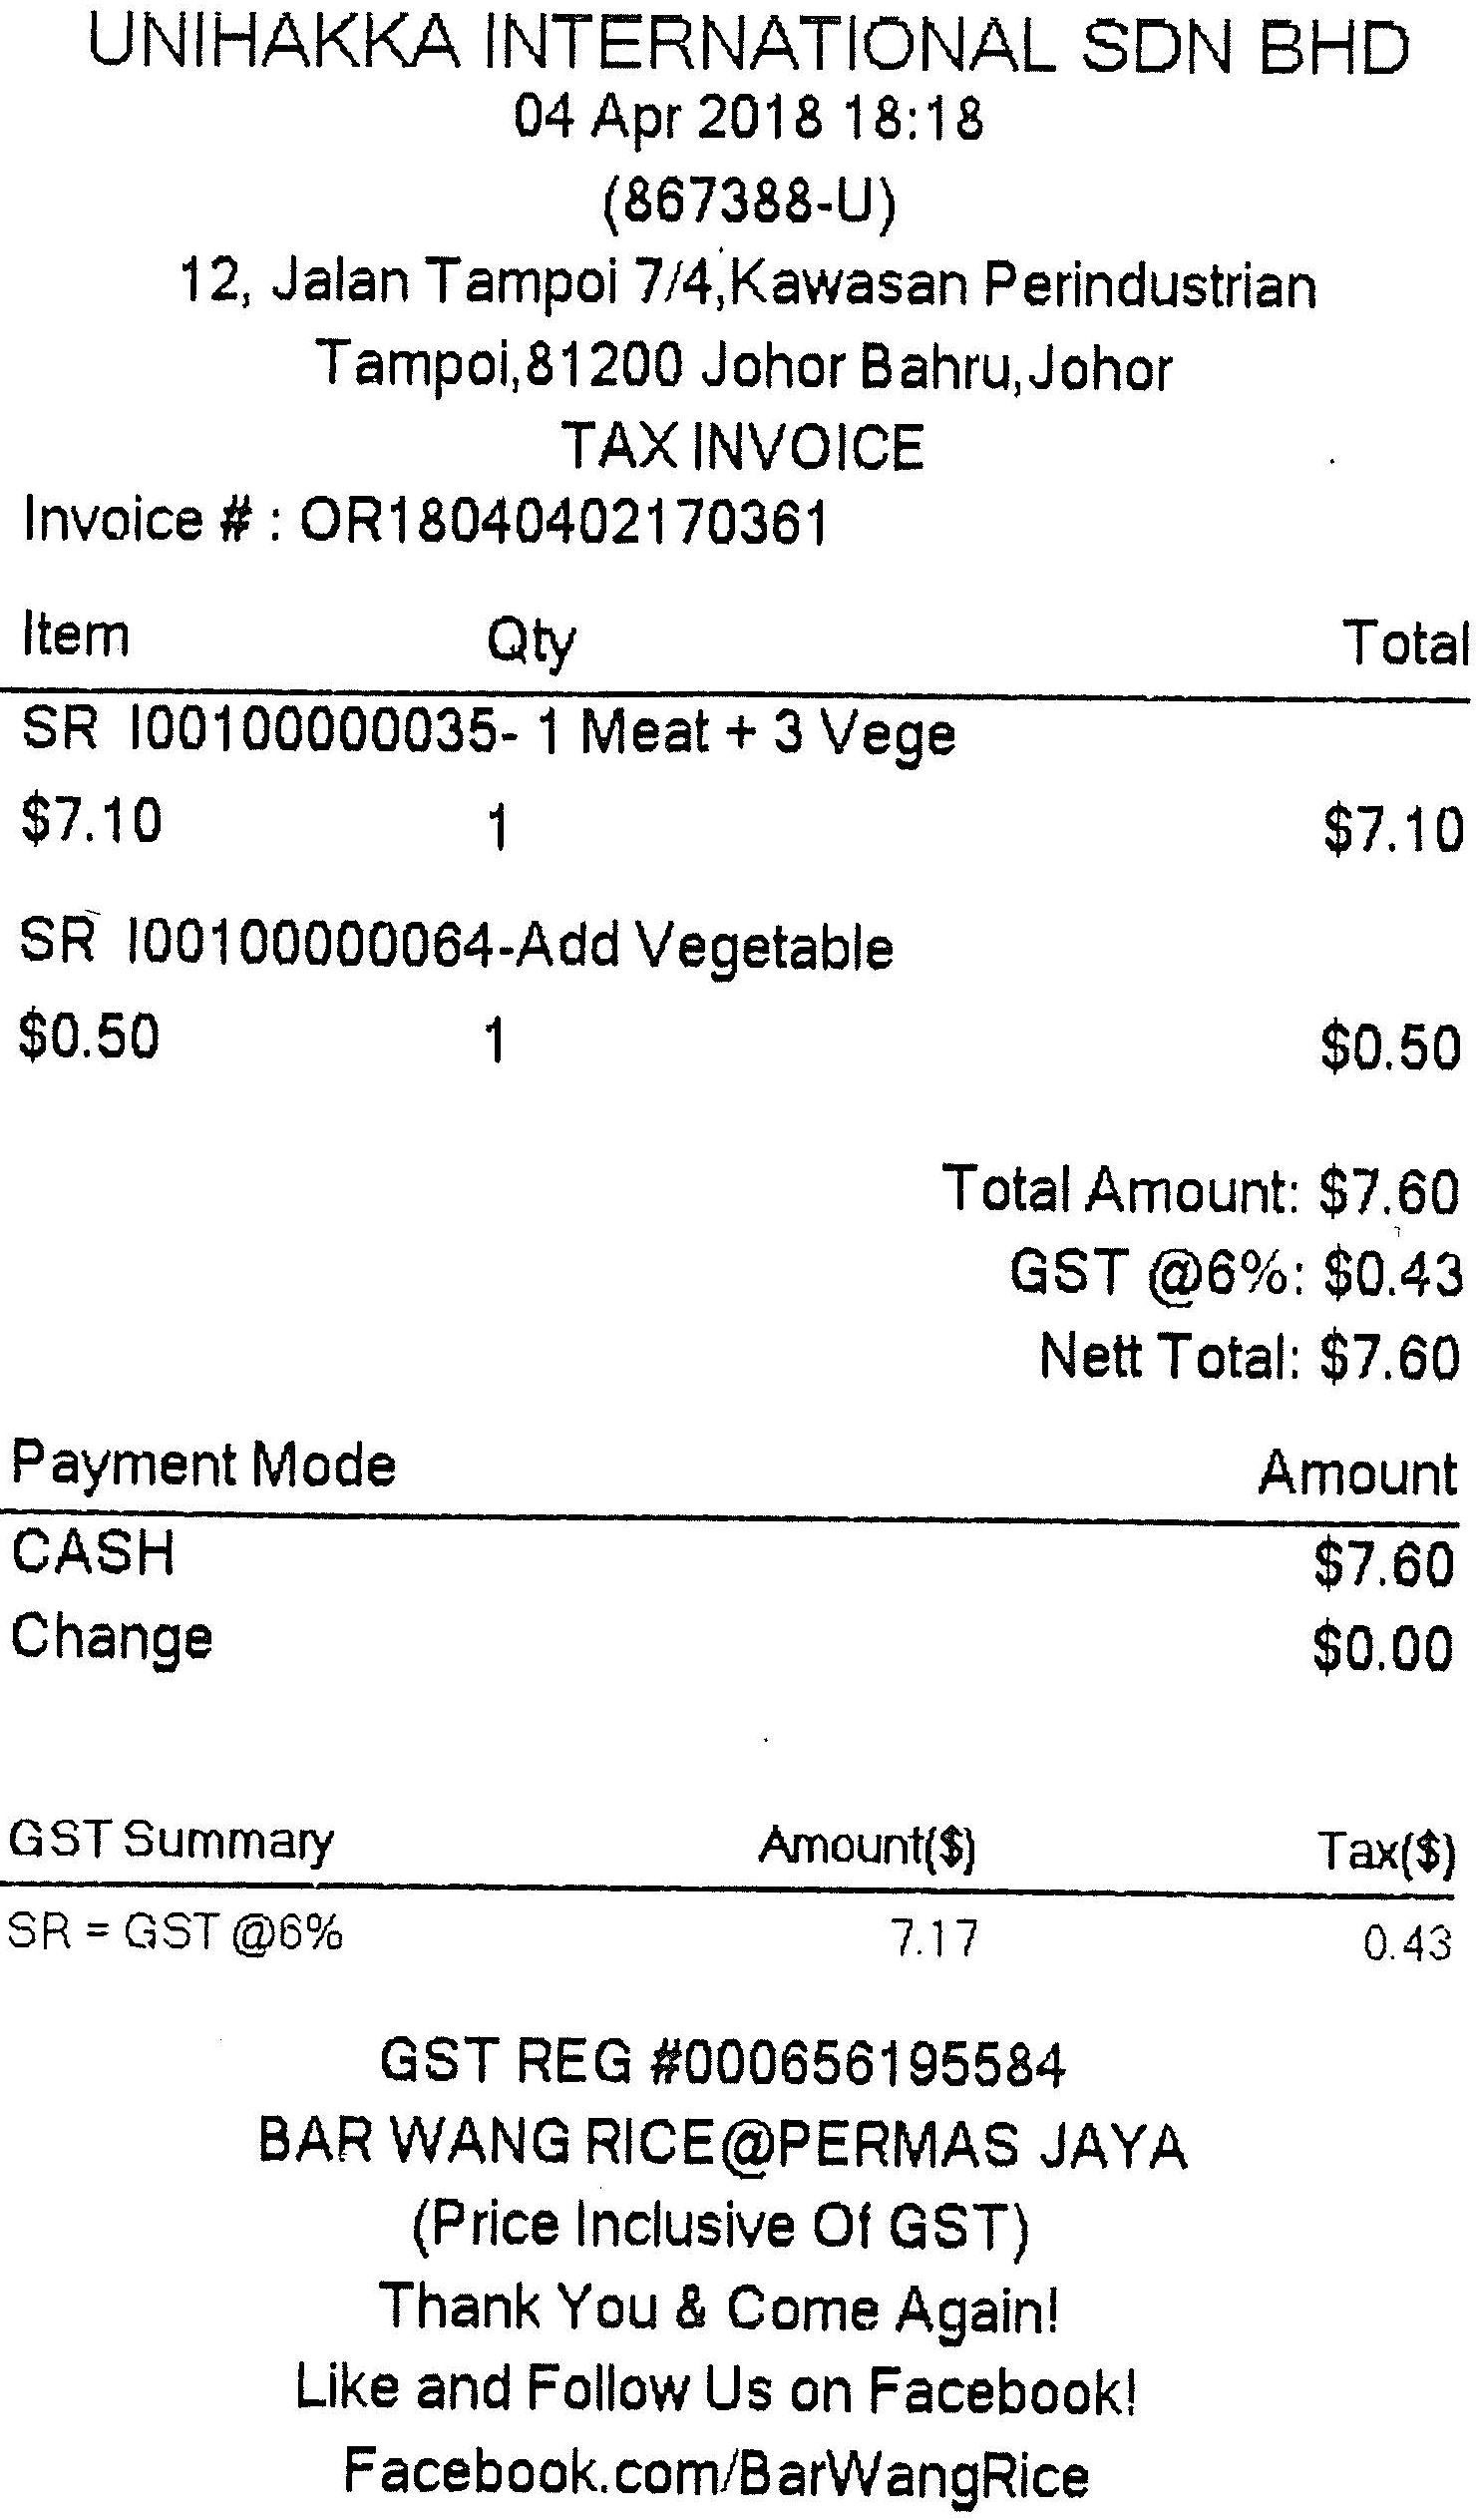 UNIHAKKA INTERNATIONAL SDN BHD
04 Apr 2018 18:18
(867388-U)
12, Jalan Tampoi 7/4,Kawasan Perindustrian
Tampoi,81200 Johor Bahru,Johor
TAX INVOICE
Invoice # : OR18040402170361
Item Qty Total
SR I00100000035- 1 Meat + 3 Vege
$7.10 1 $7.10
SR I00100000064-Add Vegetable
$0.50 1 $0.50
Total Amount: $7.60
GST @6%: $0.43
Nett Total: $7.60
Payment Mode Amount
CASH $7.60
Change $0.00
GST Summary Amount($) Tax($)
SR = GST @6% 7.17 0.43
GST REG #000656195584
BAR WANG RICE@PERMAS JAYA
(Price Inclusive Of GST)
Thank You & Come Again!
Like and Follow Us on Facebook!
Facebook.com/BarWangRice